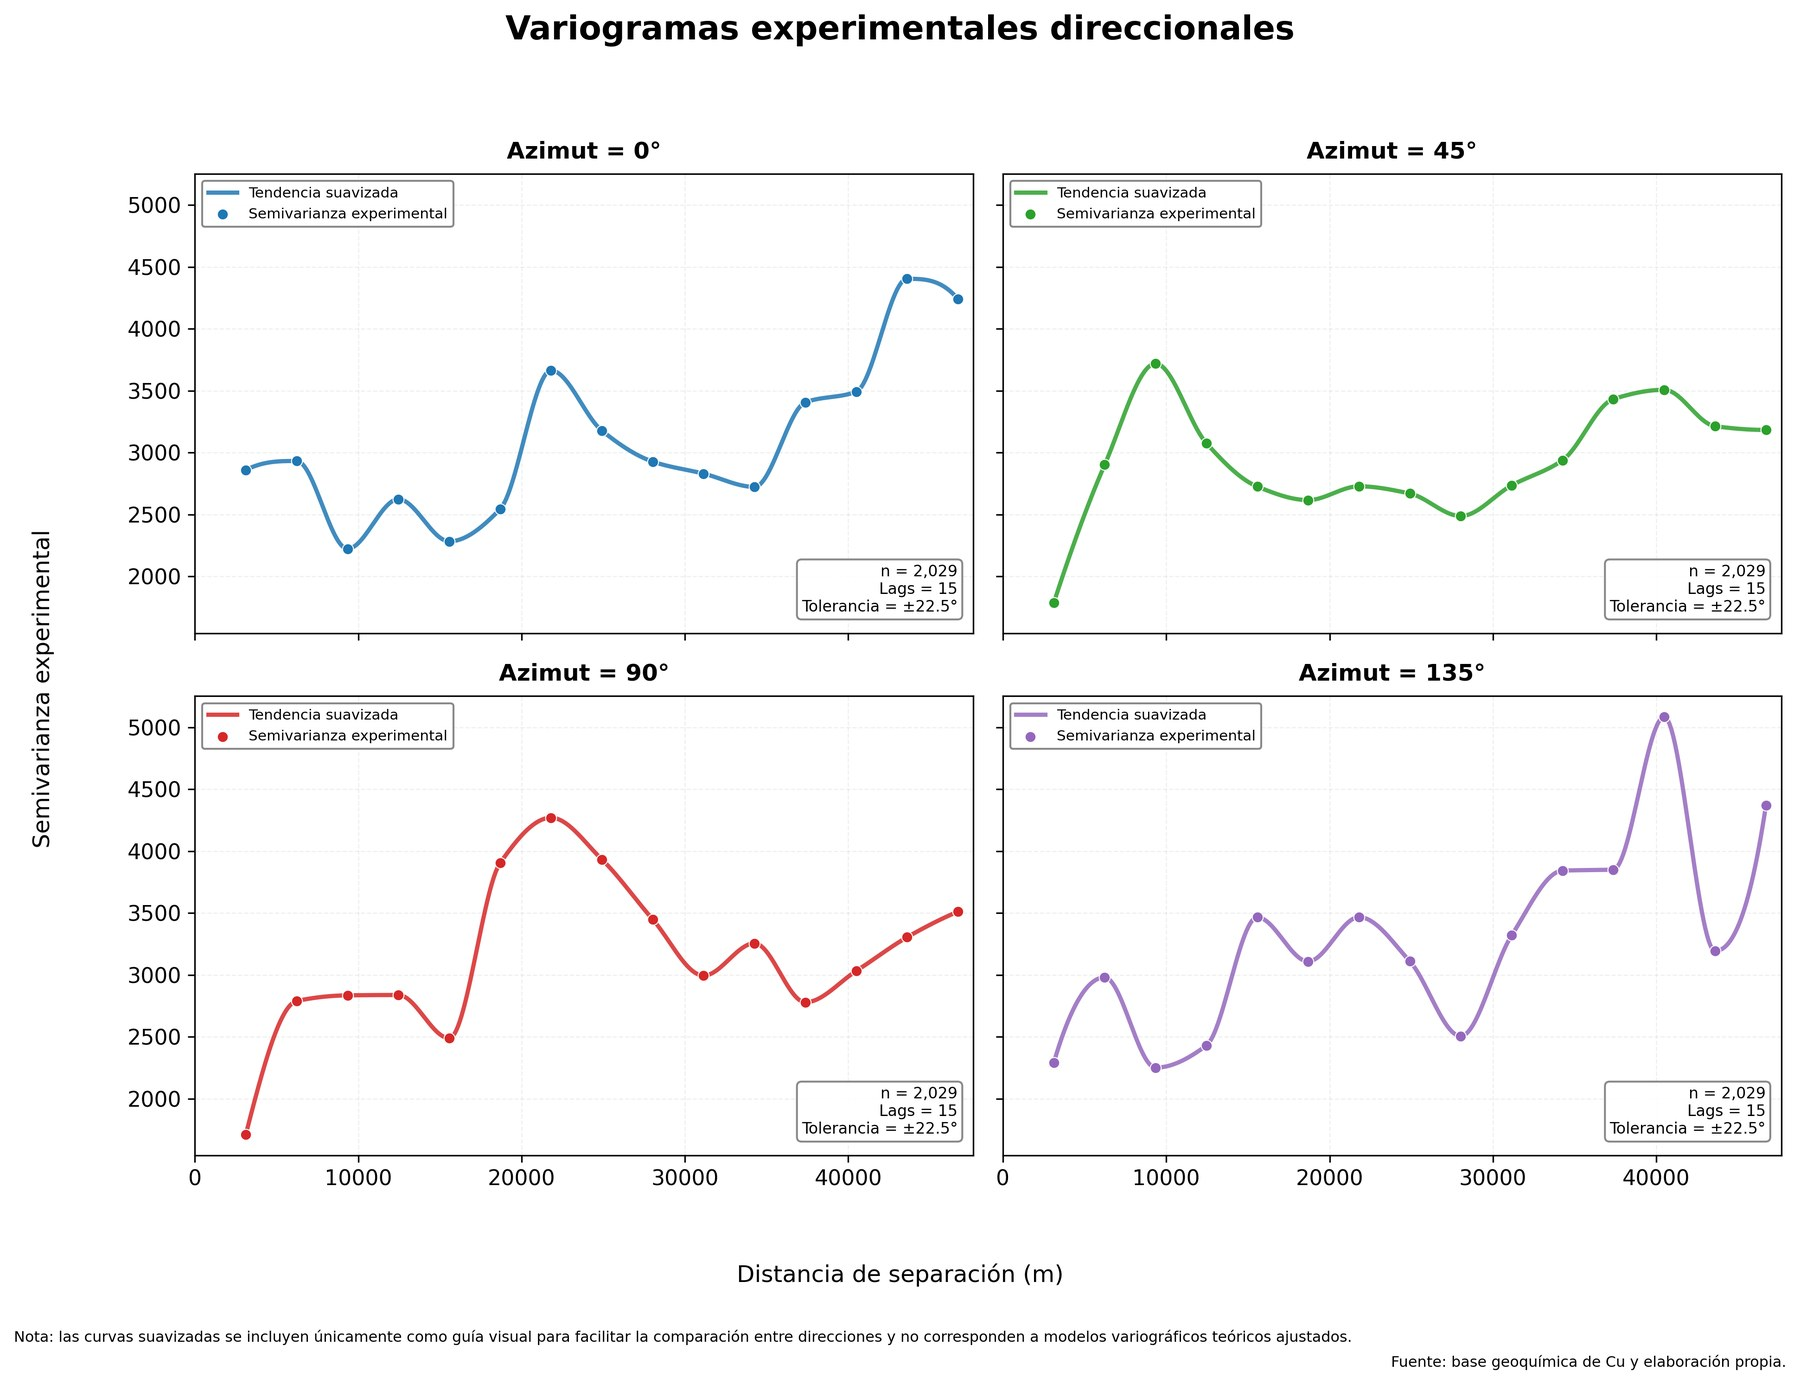 Variogramas experimentales direccionales
Azimut = 0°
Tendencia suavizada
Semivarianza experimental
5000
4500
4000
3500
3000
2500
2000
n = 2,029
Lags = 15
Tolerancia = ±22.5°
Azimut = 45°
Tendencia suavizada
Semivarianza experimental
n = 2,029
Lags = 15
Tolerancia = ±22.5°
Semivarianza experimental
Azimut = 90°
Tendencia suavizada
Semivarianza experimental
5000
4500
4000
3500
3000
2500
2000
n = 2,029
Lags = 15
Tolerancia = ±22.5°
0 10000 20000 30000 40000
Azimut = 135°
Tendencia suavizada
Semivarianza experimental
n = 2,029
Lags = 15
Tolerancia = ±22.5°
0 10000 20000 30000 40000
Distancia de separación (m)
Nota: las curvas suavizadas se incluyen únicamente como guía visual para facilitar la comparación entre direcciones y no corresponden a modelos variográficos teóricos ajustados.
Fuente: base geoquímica de Cu y elaboración propia.